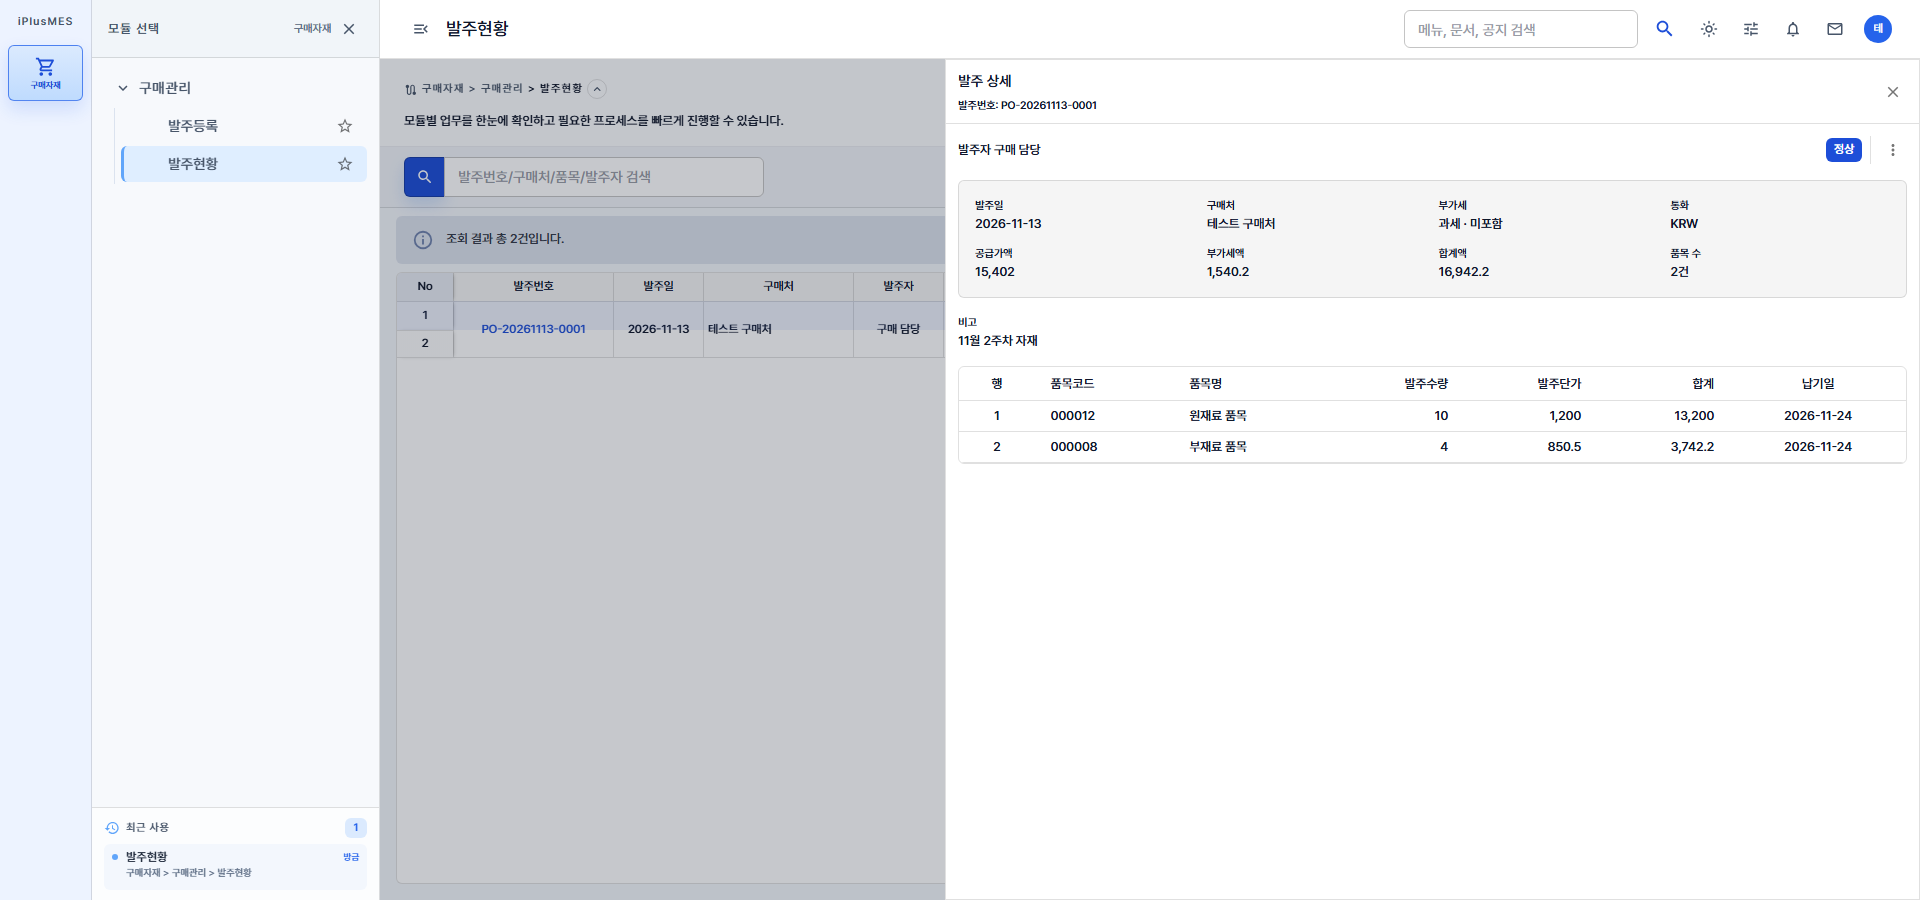 iPlusMES
구매자재
모듈 선택
구매자재
구매관리
발주등록
발주현황
최근 사용
1
발주현황
방금
구매자재 > 구매관리 > 발주현황
발주현황
메뉴, 문서, 공지 검색
테
구매자재 > 구매관리 > 발주현황
모듈별 업무를 한눈에 확인하고 필요한 프로세스를 빠르게 진행할 수 있습니다.
발주번호/구매처/품목/발주자 검색
조회 결과 총 2건입니다.
No 발주번호 발주일 구매처 발주자
1
PO-20261113-0001 2026-11-13 테스트 구매처 구매 담당
2
발주 상세
발주번호: PO-20261113-0001
발주자 구매 담당
정상
발주일 구매처 부가세 통화
2026-11-13 테스트 구매처 과세 · 미포함 KRW
공급가액 부가세액 합계액 품목 수
15,402 1,540.2 16,942.2 2건
비고
11월 2주차 자재
행 품목코드 품목명 발주수량 발주단가 합계 납기일
1 000012 원재료 품목 10 1,200 13,200 2026-11-24
2 000008 부재료 품목 4 850.5 3,742.2 2026-11-24